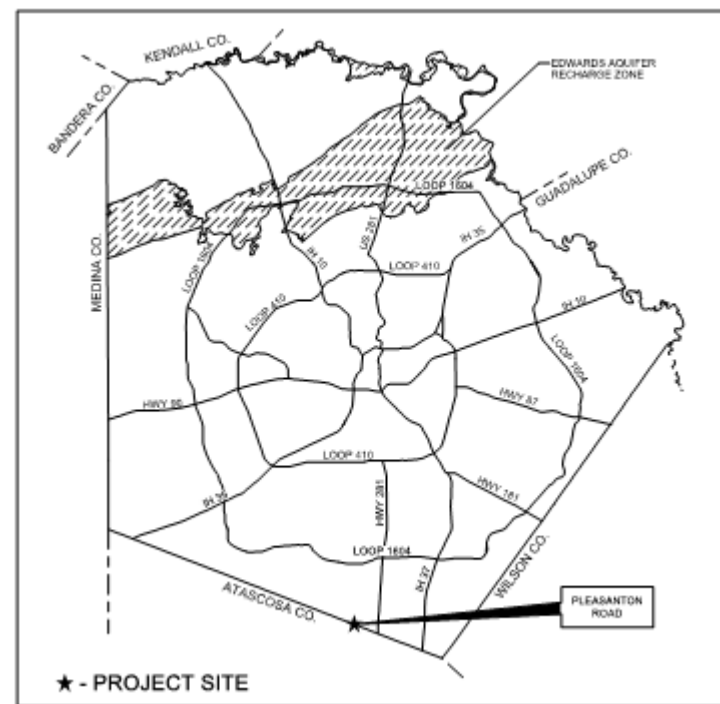 KENDALL CO.
BANDERA CO.
EDWARDS AQUIFER
RECHARGE ZONE
GUADALUPE CO.
LOOP 1604
US 281
IH 35
LOOP 1604
IH 10
LOOP 410
MEDINA CO.
LOOP 410
IH 10
LOOP 1604
HWY 90
HWY 87
LOOP 410
HWY 181
IH 35
HWY 281
LOOP 1604
IH 37
WILSON CO.
ATASCOSA CO.
PLEASANTON
ROAD
★ - PROJECT SITE